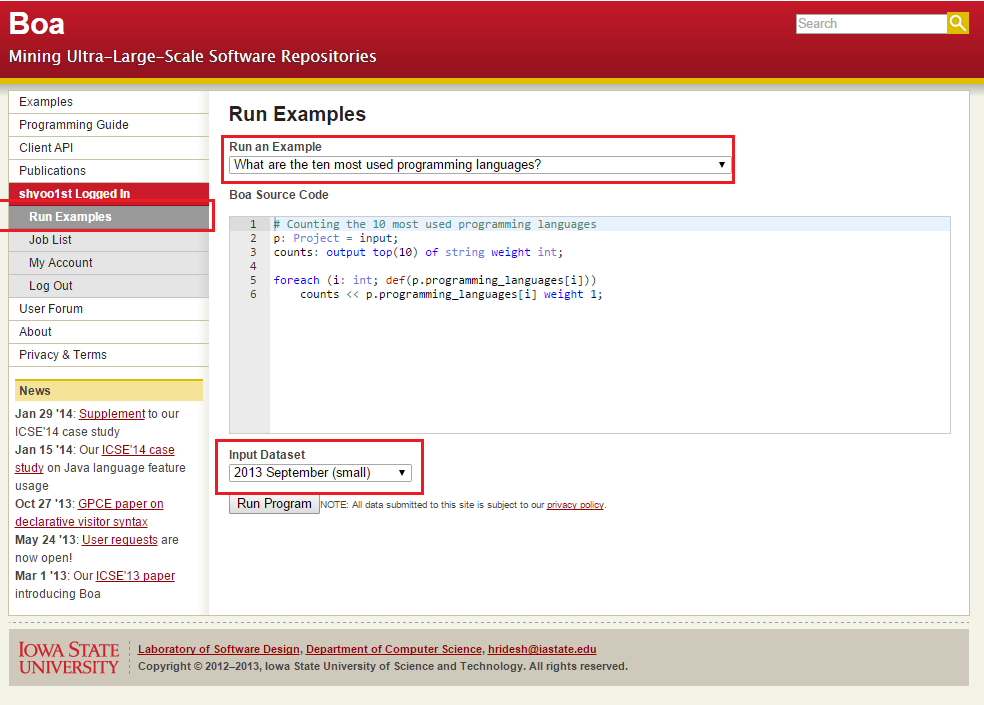 Boa
Mining Ultra-Large-Scale Software Repositories
Search
Examples
Programming Guide
Client API
Publications
shyoo1st Logged In
Run Examples
Job List
My Account
Log Out
User Forum
About
Privacy & Terms
News
Jan 29 '14: Supplement to our
ICSE'14 case study
Jan 15 '14: Our ICSE'14 case
study on Java language feature
usage
Oct 27 '13: GPCE paper on
declarative visitor syntax
May 24 '13: User requests are
now open!
Mar 1 '13: Our ICSE'13 paper
introducing Boa
Run Examples
Run an Example
What are the ten most used programming languages?
Boa Source Code
1 # Counting the 10 most used programming languages
2 p: Project = input;
3 counts: output top(10) of string weight int;
4
5 foreach (i: int; def(p.programming_languages[i]))
6 counts << p.programming_languages[i] weight 1;
Input Dataset
2013 September (small)
Run Program NOTE: All data submitted to this site is subject to our privacy policy.
IOWA STATE
UNIVERSITY
Laboratory of Software Design, Department of Computer Science, hridesh@iastate.edu
Copyright © 2012–2013, Iowa State University of Science and Technology. All rights reserved.